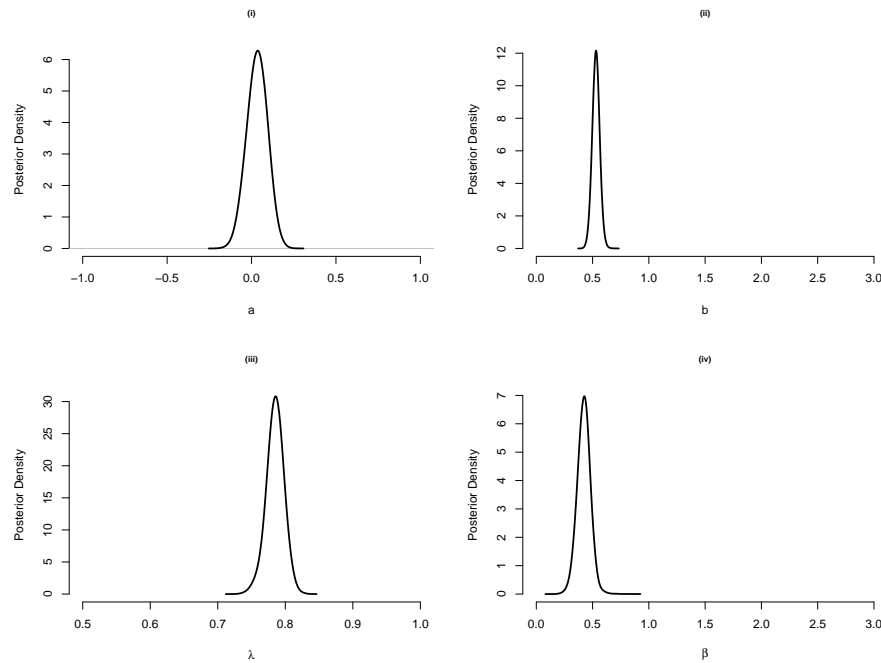 (i)
Posterior Density
0 1 2 3 4 5 6
−1.0 −0.5 0.0 0.5 1.0
a
(ii)
Posterior Density
0 2 4 6 8 10 12
0.0 0.5 1.0 1.5 2.0 2.5 3.0
b
(iii)
Posterior Density
0 5 10 15 20 25 30
0.5 0.6 0.7 0.8 0.9 1.0
λ
(iv)
Posterior Density
0 1 2 3 4 5 6 7
0.0 0.5 1.0 1.5 2.0 2.5 3.0
β